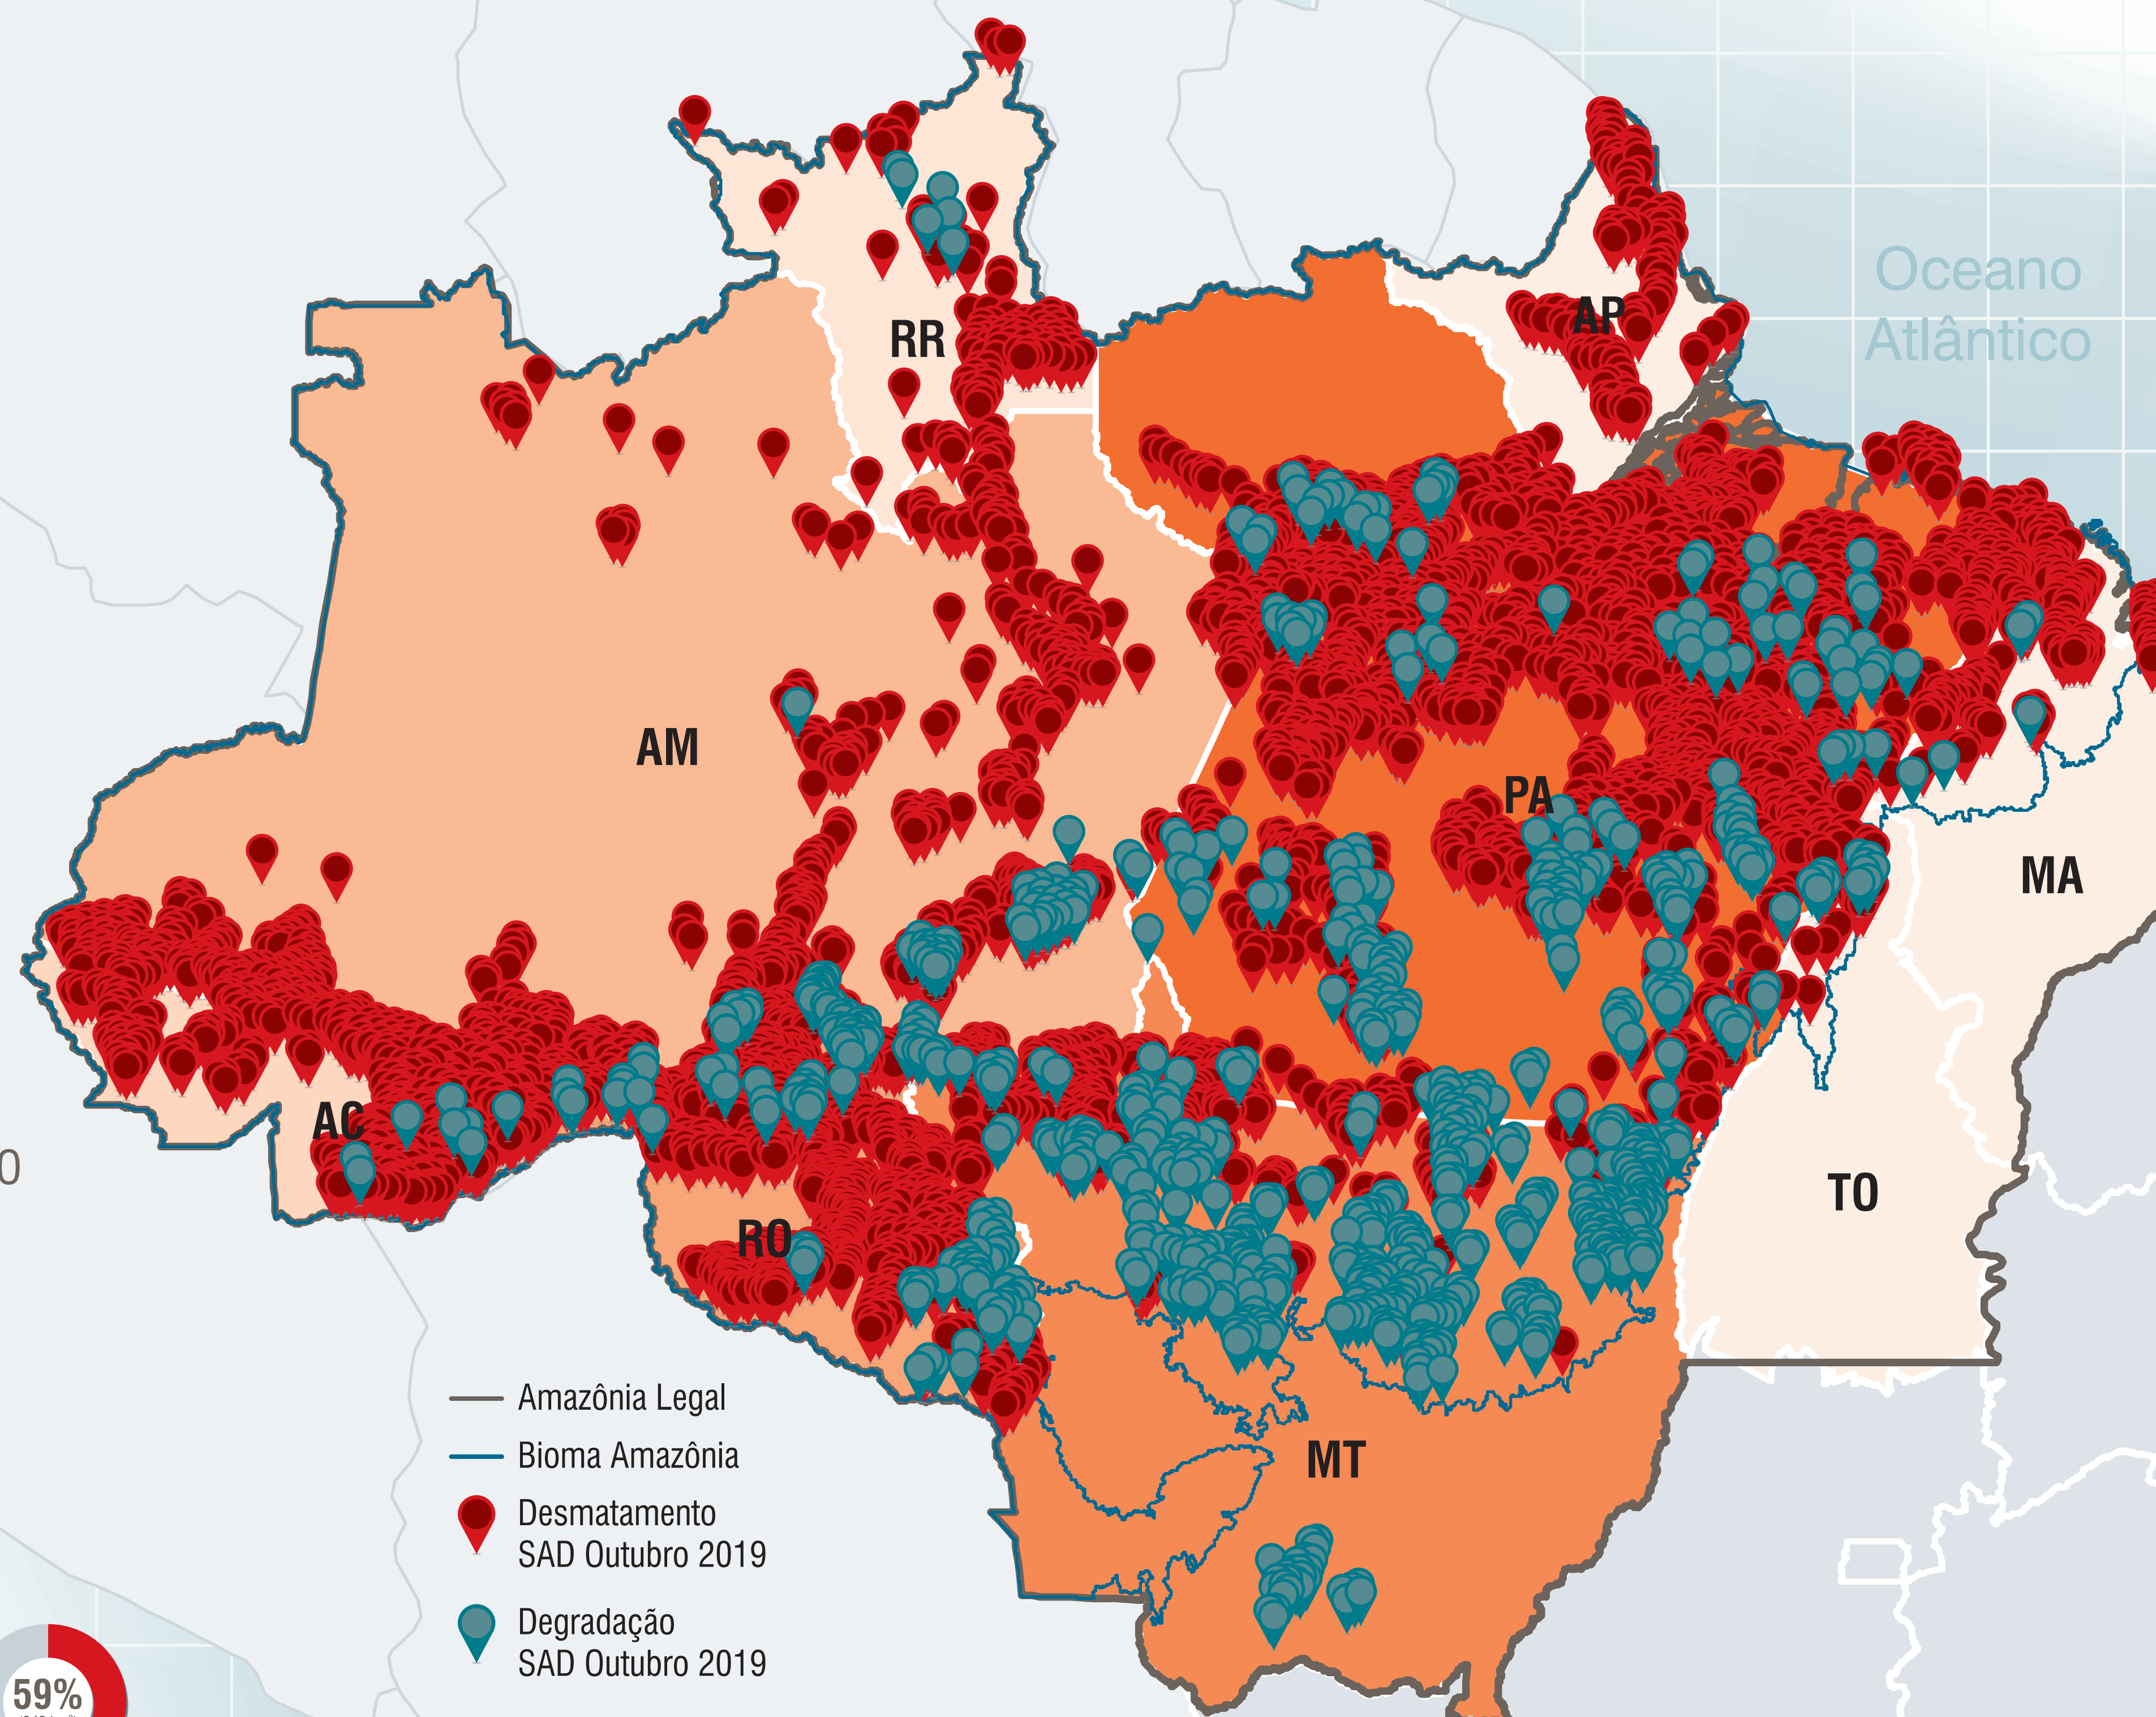 Oceano
Atlântico
RR
AP
AM
PA
MA
AC
RO
TO
MT
Amazônia Legal
Bioma Amazônia
Desmatamento
SAD Outubro 2019
Degradação
SAD Outubro 2019
59%